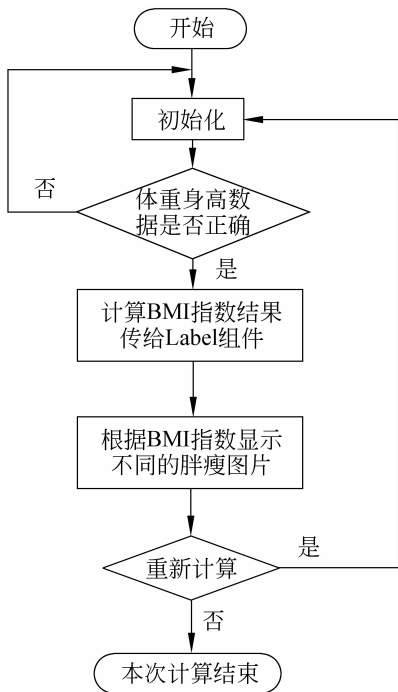 开始
初始化
否
体重身高数
据是否正确
是
计算BMI指数结果
传给Label组件
根据BMI指数显示
不同的胖瘦图片
是
重新计算
否
本次计算结束